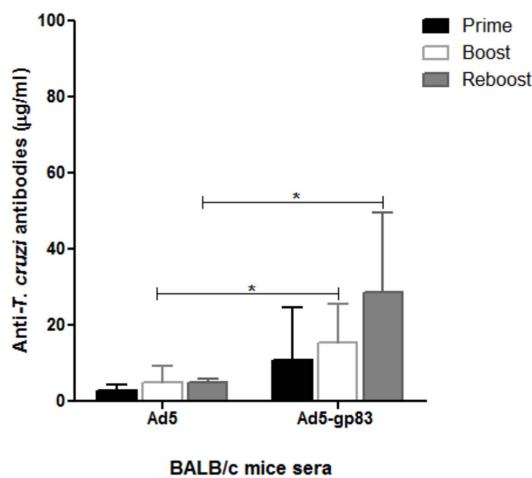 Prime
Boost
Reboost
Anti-T. cruzi antibodies (µg/ml)
100
80
60
40
20
0
*
*
Ad5
Ad5-gp83
BALB/c mice sera